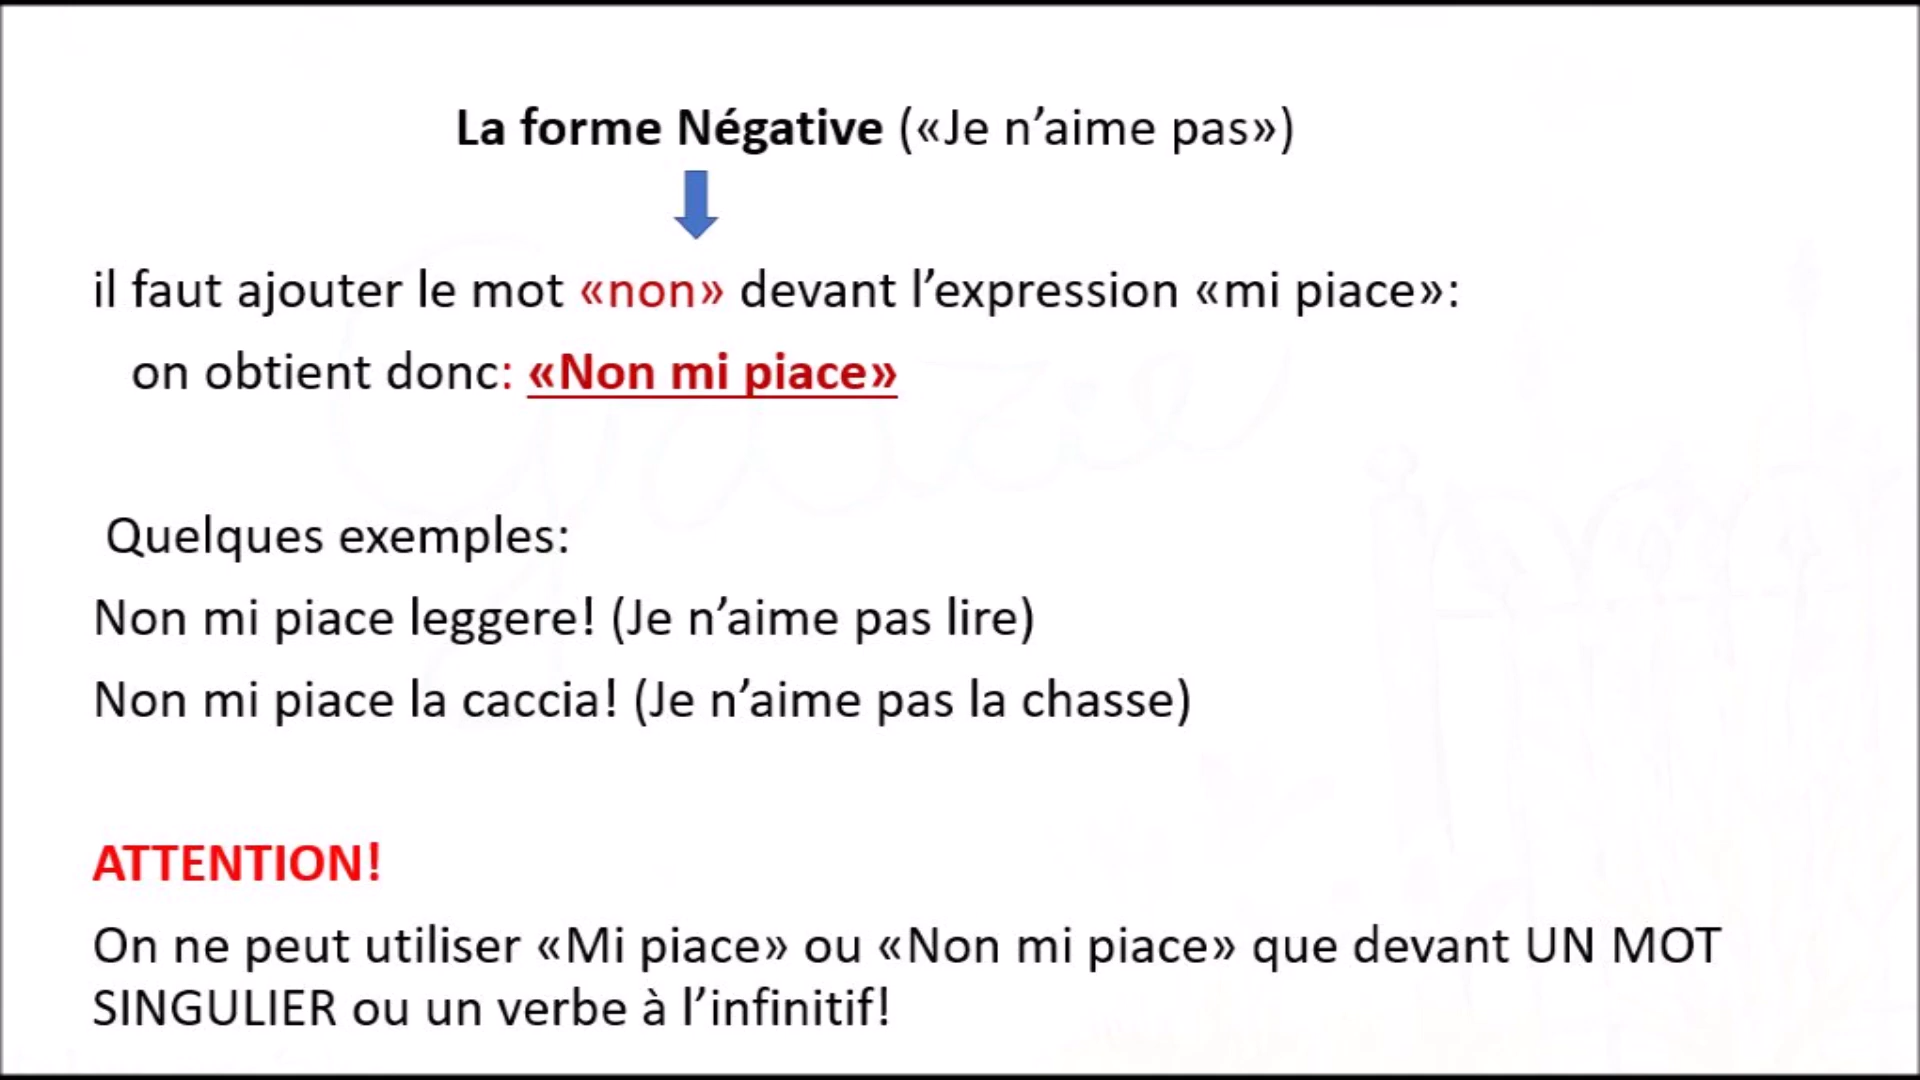 La forme Négative («Je n’aime pas»)
il faut ajouter le mot «non» devant l’expression «mi piace»:
on obtient donc: «Non mi piace»
Quelques exemples:
Non mi piace leggere! (Je n’aime pas lire)
Non mi piace la caccia! (Je n’aime pas la chasse)
ATTENTION!
On ne peut utiliser «Mi piace» ou «Non mi piace» que devant UN MOT
SINGULIER ou un verbe à l’infinitif!